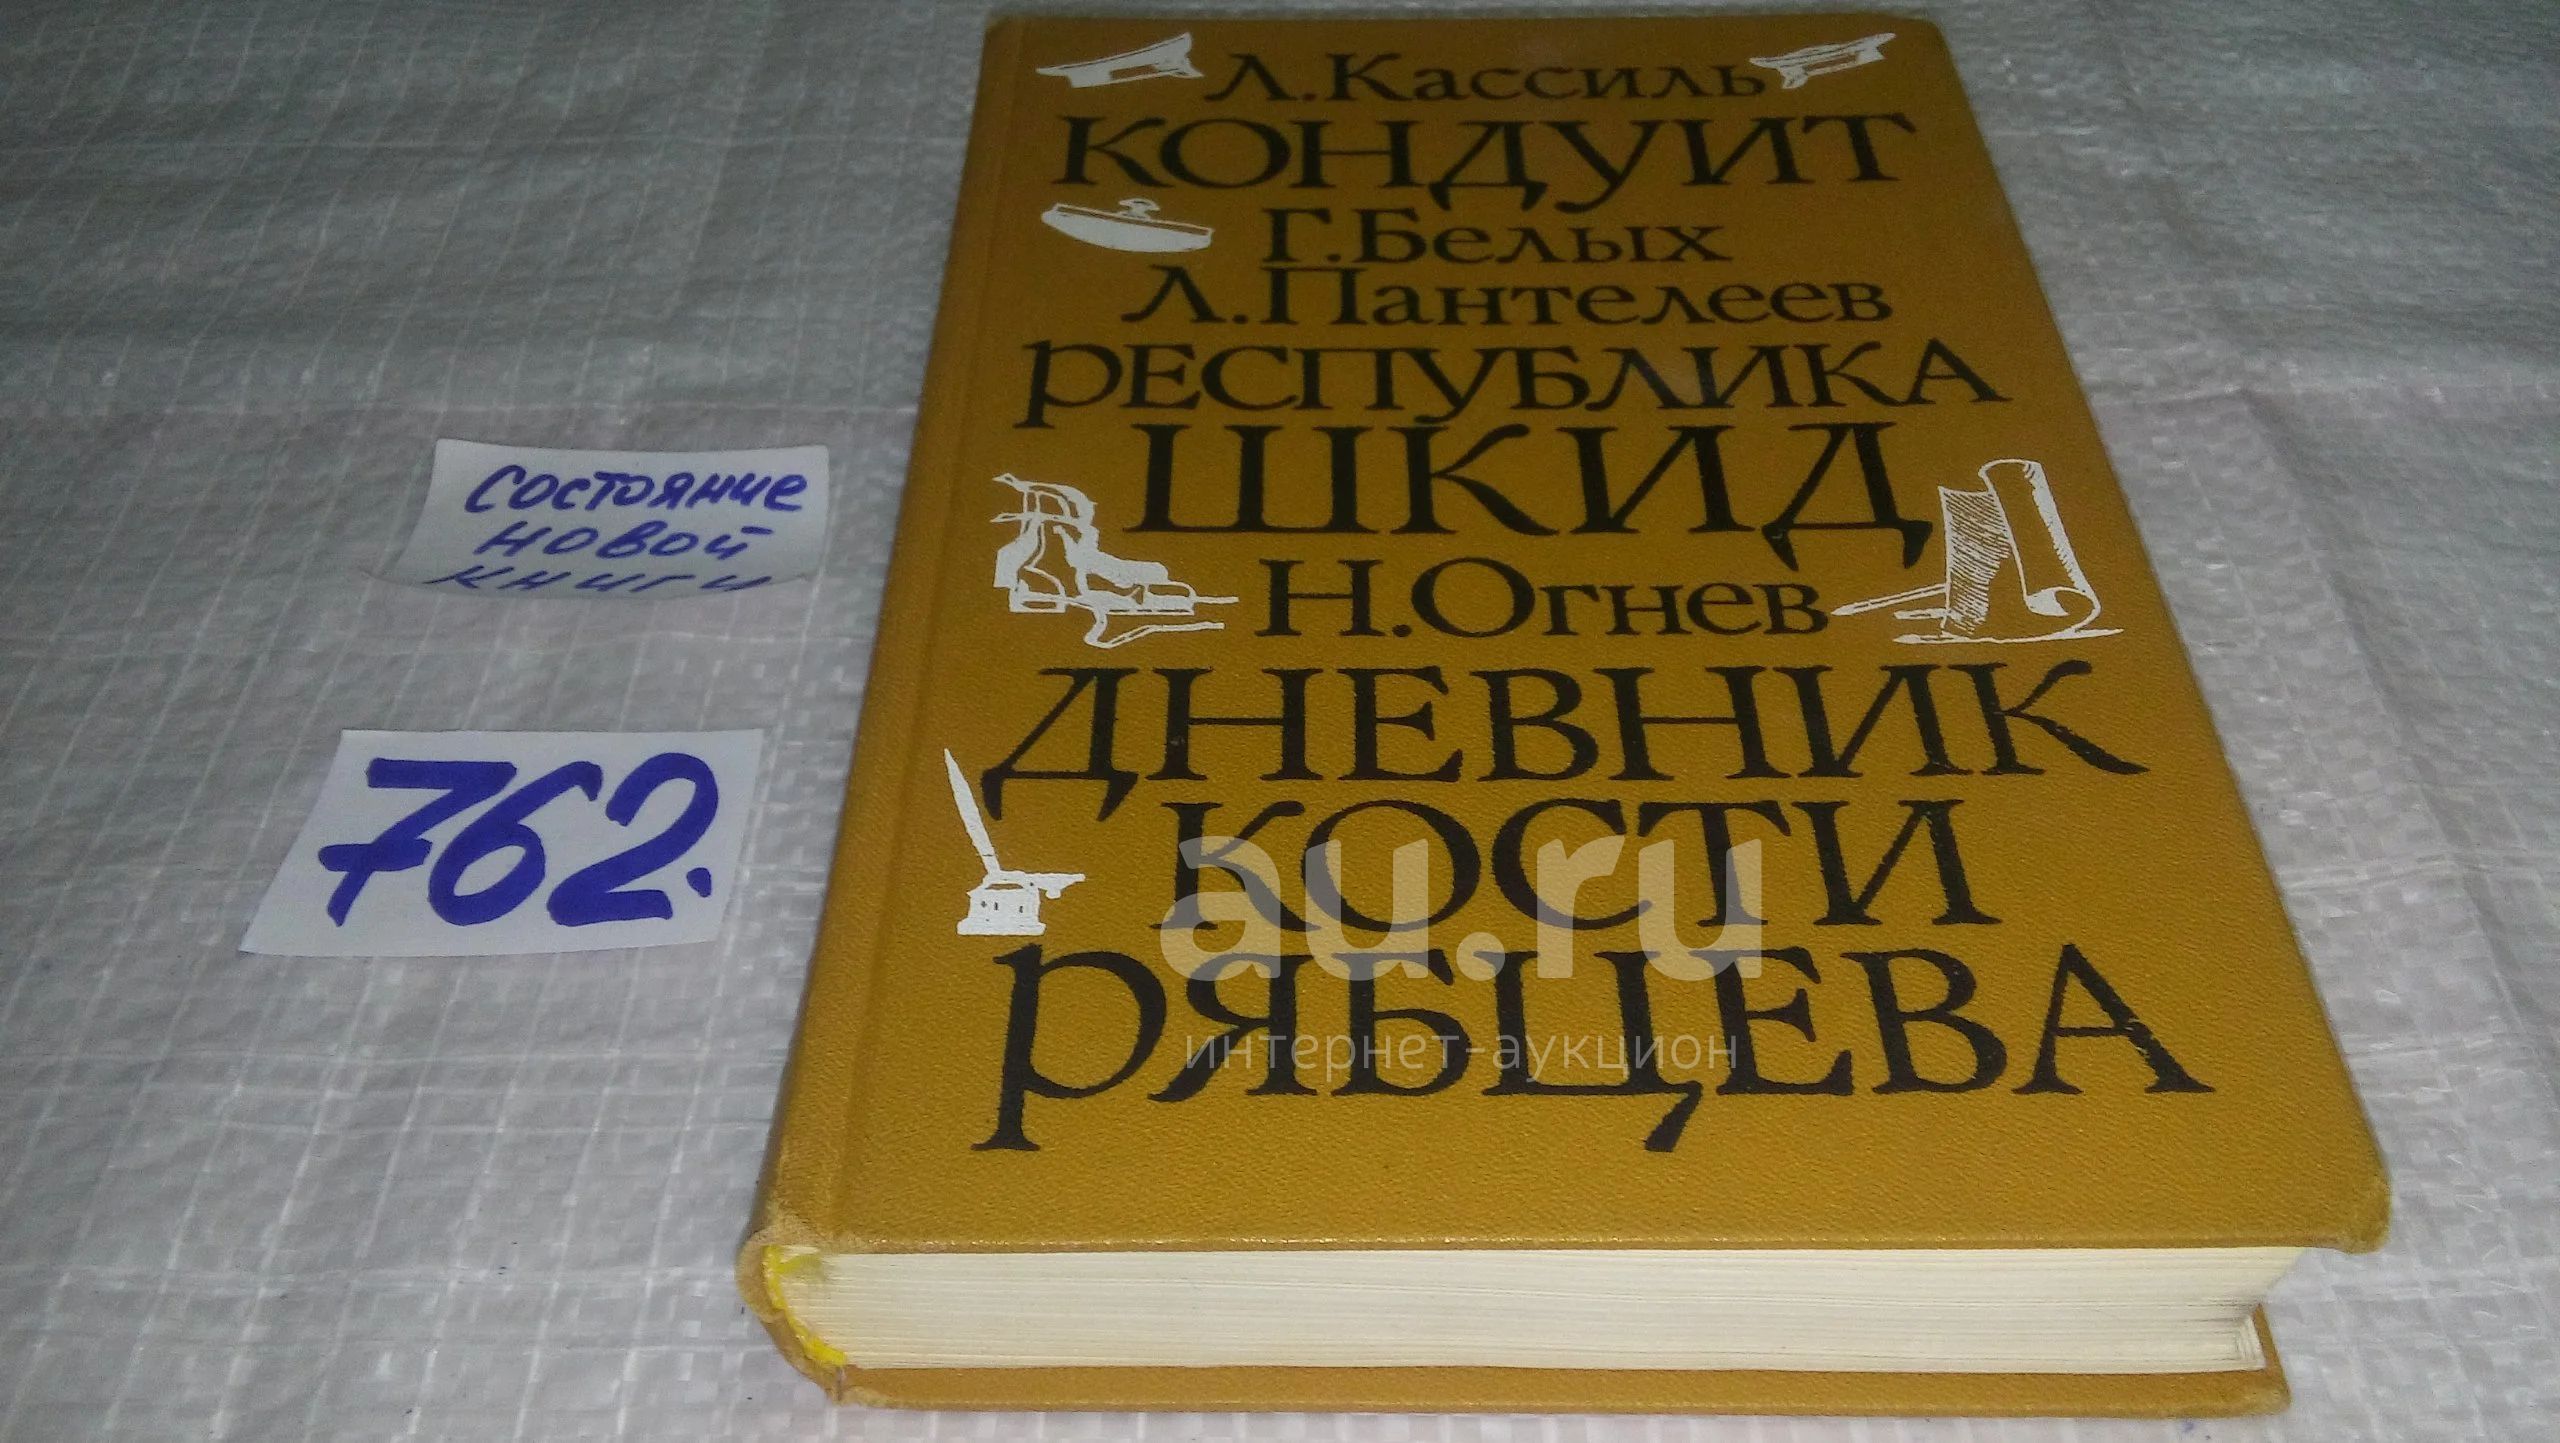 Л.Кассиль
КОНДУИТ
Г.Белых
Л.Пантелеев
РЕСПУБЛИКА
ШКИД
Н.Огнев
ДНЕВНИК
КОСТИ
РЯБЦЕВА
состояние
новой
книги
762.
au.ru
интернет-аукцион